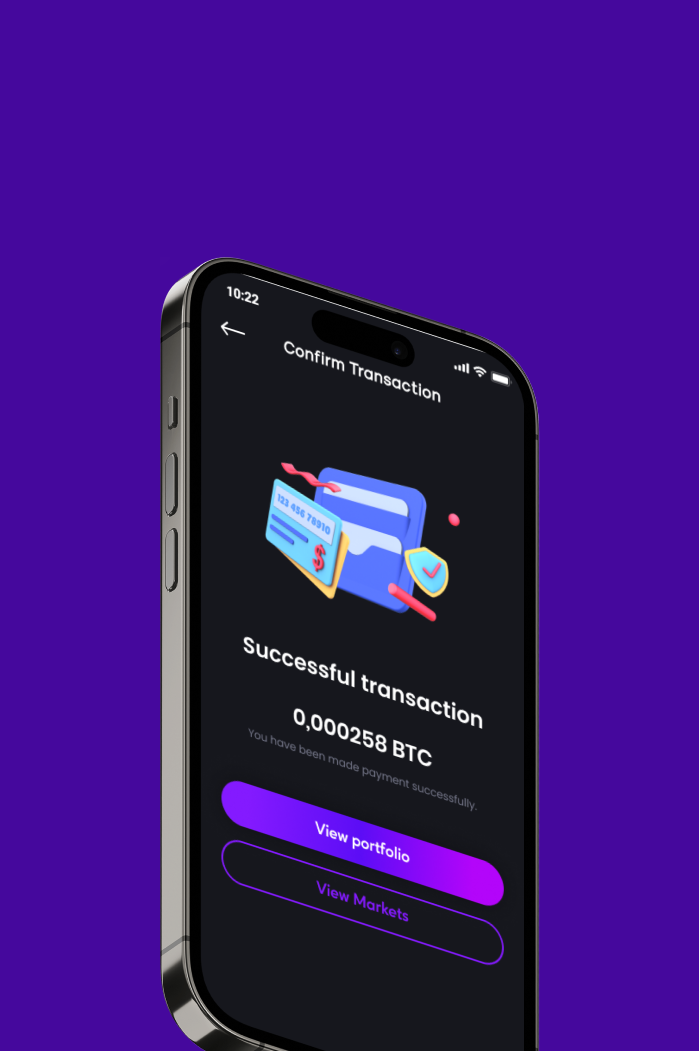 10:22
Confirm Transaction
123 456 78910
$
Successful transaction
0,000258 BTC
You have been made payment successfully.
View portfolio
View Markets